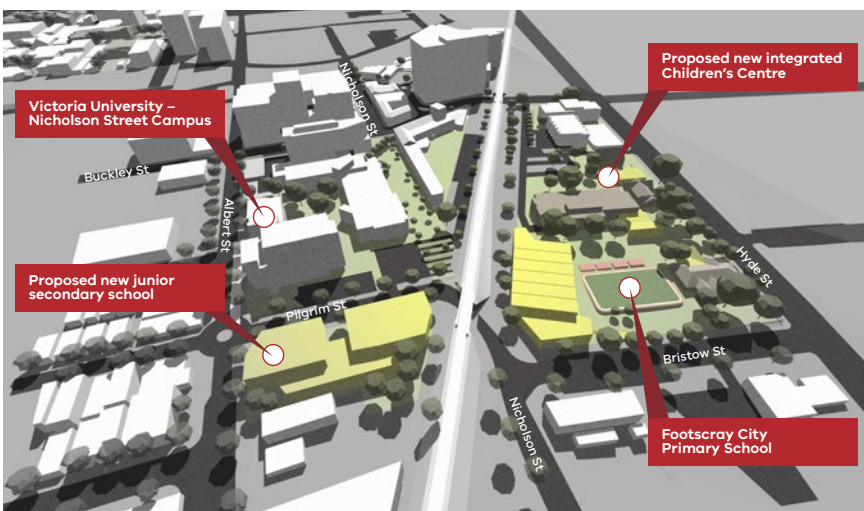 Nicholson St
Proposed new integrated
Children's Centre
Victoria University –
Nicholson Street Campus
Buckley St
Albert St
Hyde St
Proposed new junior
secondary school
Pilgrim St
Bristow St
Nicholson St
Footscray City
Primary School